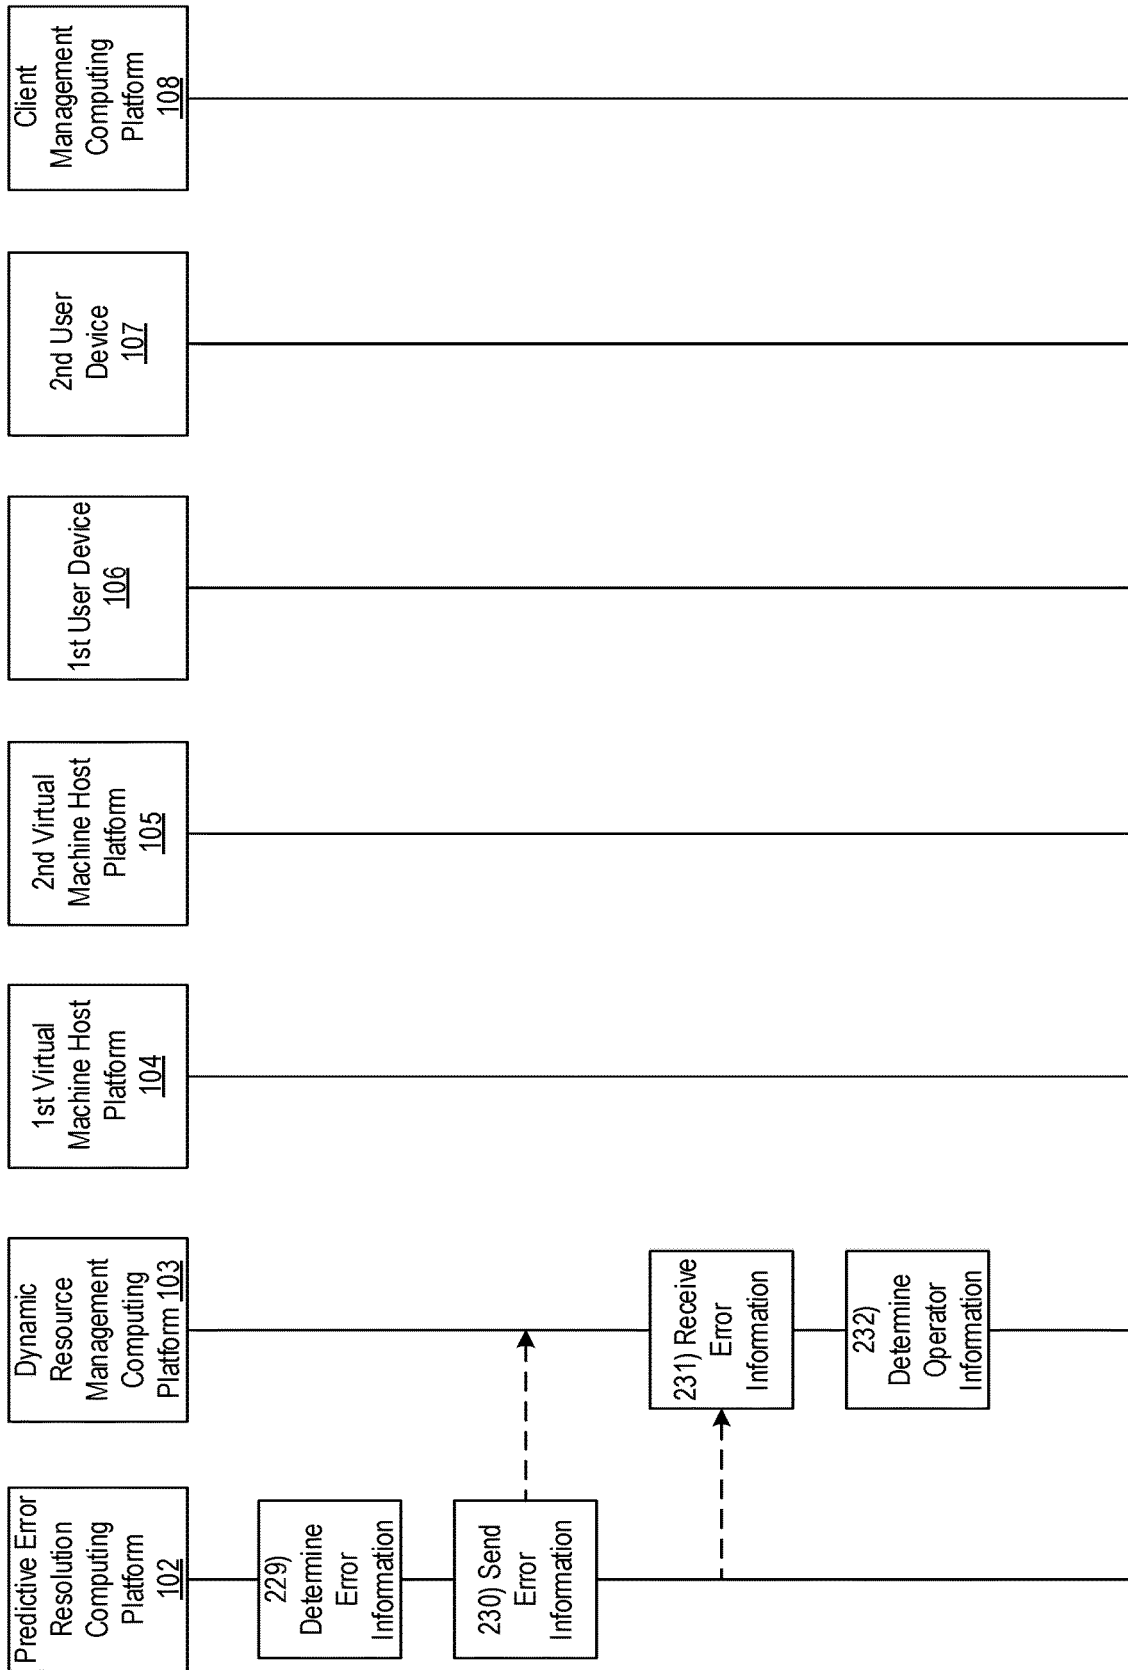 Predictive Error
Resolution
Computing
Platform
102
Dynamic
Resource
Management
Computing
Platform 103
1st Virtual
Machine Host
Platform
104
2nd Virtual
Machine Host
Platform
105
1st User Device
106
2nd User
Device
107
Client
Management
Computing
Platform
108
229)
Determine
Error
Information
230) Send
Error
Information
231) Receive
Error
Information
232)
Determine
Operator
Information